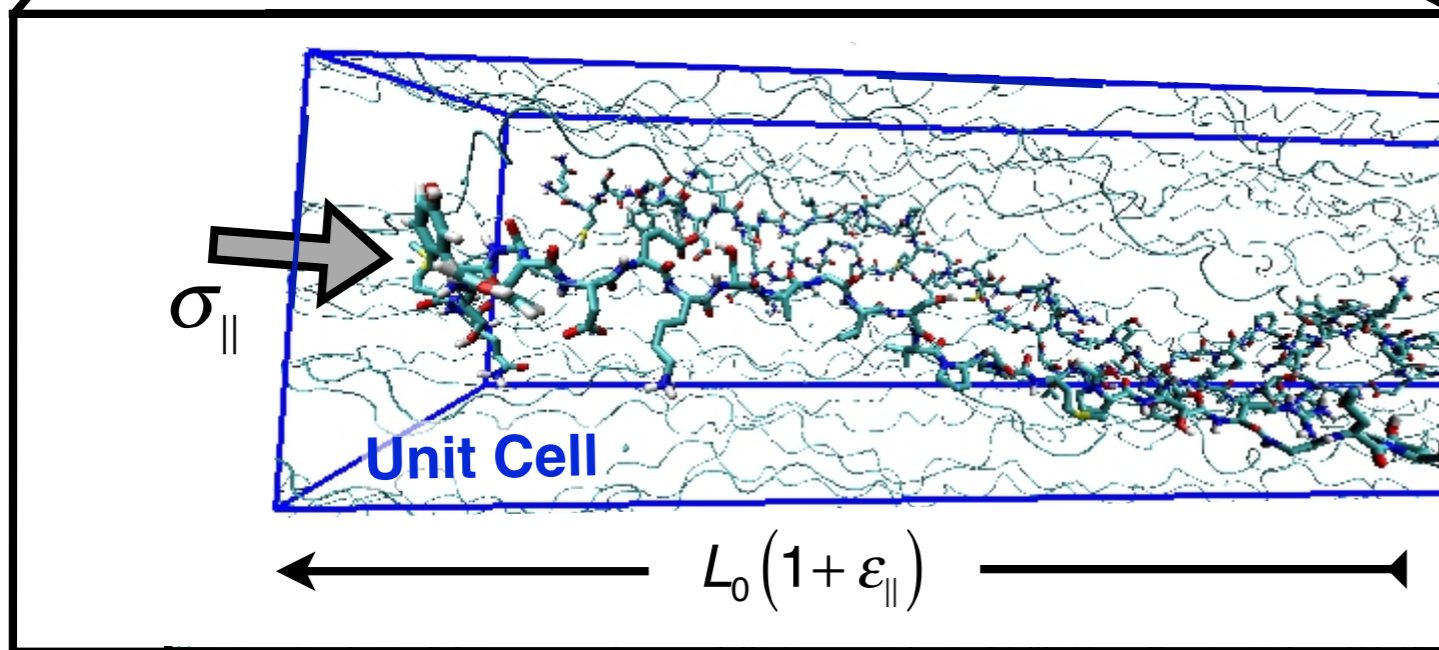 σ||
Unit Cell
L₀(1+ ε||)